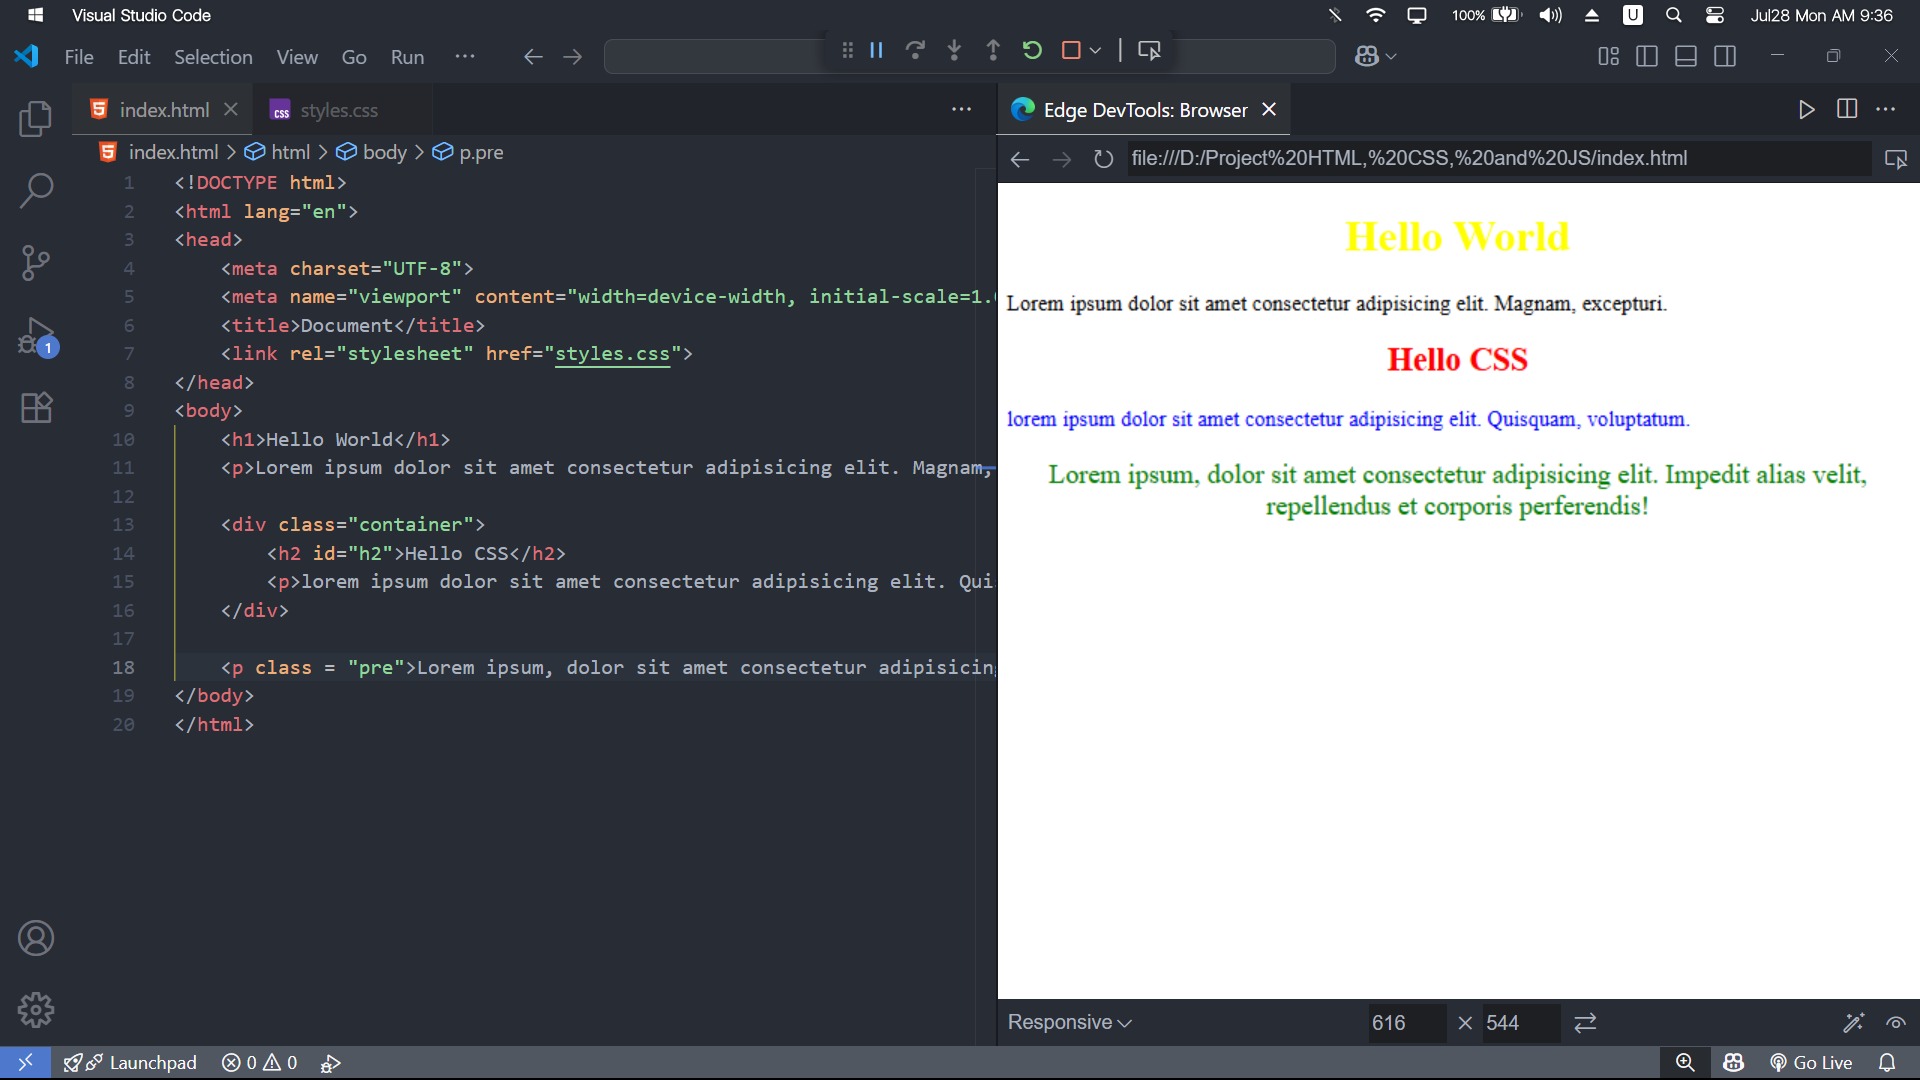 Visual Studio Code
100%
U
Jul28 Mon AM 9:36
File Edit Selection View Go Run ···
index.html
css styles.css
Edge DevTools: Browser
index.html > html > body > p.pre
file:///D:/Project%20HTML,%20CSS,%20and%20JS/index.html
1 <!DOCTYPE html>
2 <html lang="en">
3 <head>
4 <meta charset="UTF-8">
5 <meta name="viewport" content="width=device-width, initial-scale=1.
6 <title>Document</title>
7 <link rel="stylesheet" href="styles.css">
8 </head>
9 <body>
10 <h1>Hello World</h1>
11 <p>Lorem ipsum dolor sit amet consectetur adipisicing elit. Magnam,
12
13 <div class="container">
14 <h2 id="h2">Hello CSS</h2>
15 <p>lorem ipsum dolor sit amet consectetur adipisicing elit. Qui
16 </div>
17
18 <p class = "pre">Lorem ipsum, dolor sit amet consectetur adipisicin
19 </body>
20 </html>
1
Hello World
Lorem ipsum dolor sit amet consectetur adipisicing elit. Magnam, excepturi.
Hello CSS
lorem ipsum dolor sit amet consectetur adipisicing elit. Quisquam, voluptatum.
Lorem ipsum, dolor sit amet consectetur adipisicing elit. Impedit alias velit,
repellendus et corporis perferendis!
Responsive 616 × 544
Launchpad 0 0
Go Live